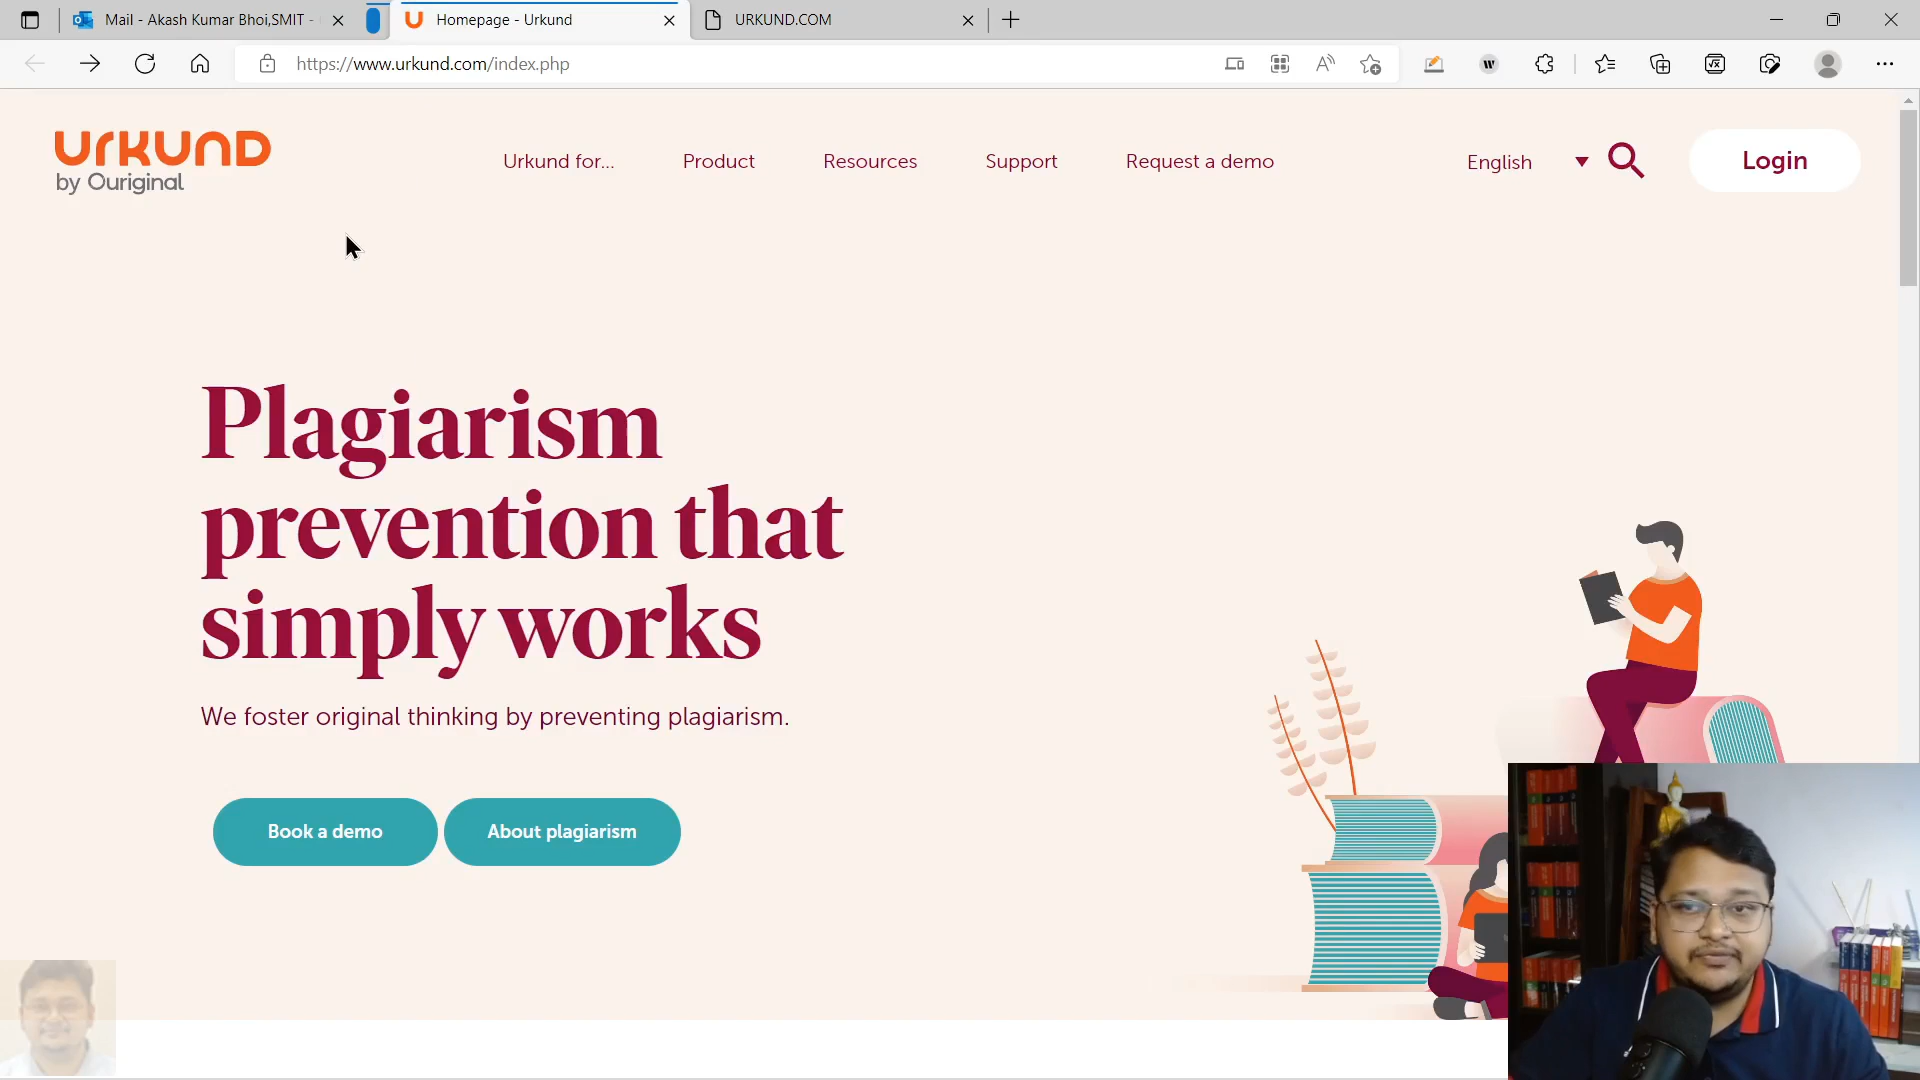 Mail - Akash Kumar Bhoi,SMIT -
Homepage - Urkund
URKUND.COM
https://www.urkund.com/index.php
urkund
by Ouriginal
Urkund for...
Product
Resources
Support
Request a demo
English
Login
Plagiarism
prevention that
simply works
We foster original thinking by preventing plagiarism.
Book a demo
About plagiarism